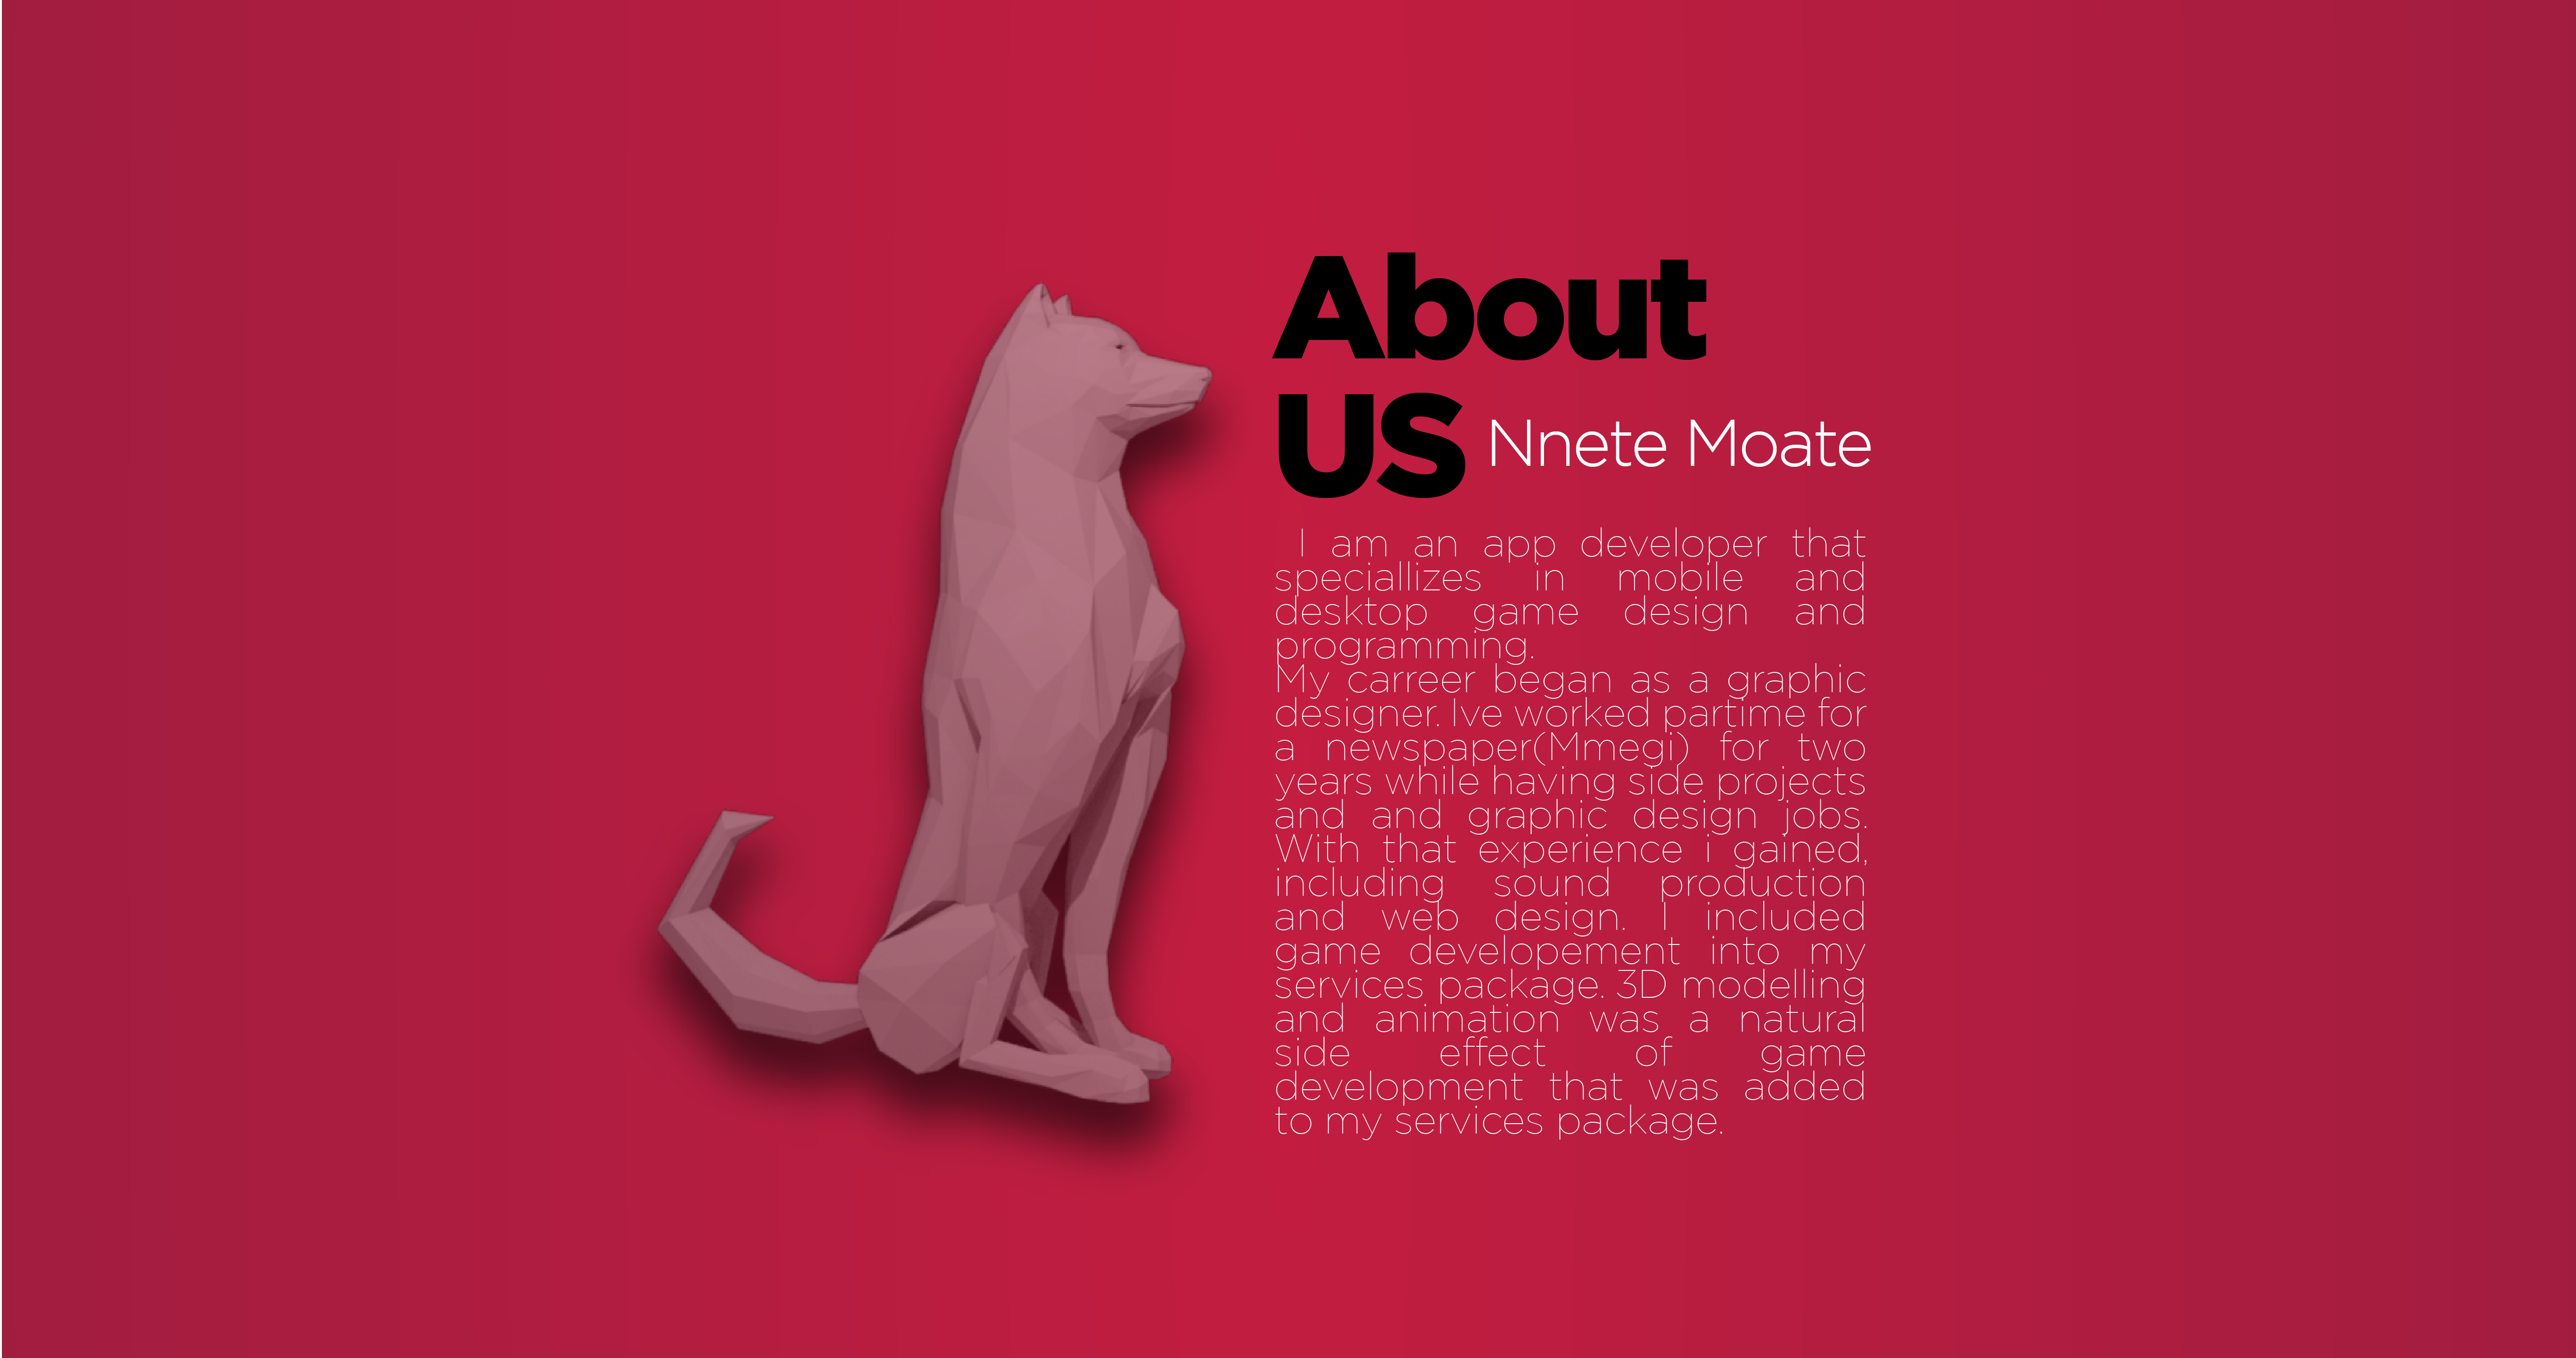 About
US Nnete Moate
I am an app developer that
speciallizes in mobile and
desktop game design and
programming.
My carreer began as a graphic
designer. Ive worked partime for
a newspaper(Mmegi) for two
years while having side projects
and and graphic design jobs.
With that experience i gained,
including sound production
and web design. I included
game developement into my
services package. 3D modelling
and animation was a natural
side effect of game
development that was added
to my services package.